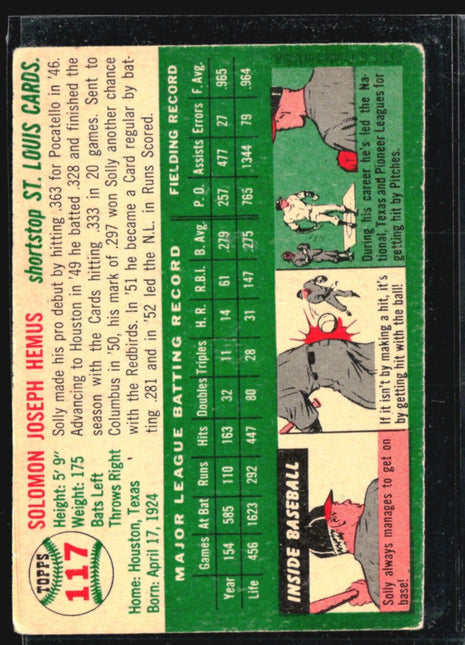 TOPPS
117
SOLOMON JOSEPH HEMUS shortstop ST. LOUIS CARDS.
Height: 5' 9"
Weight: 175
Bats Left
Throws Right
Home: Houston, Texas
Born: April 17, 1924
Solly made his pro debut by hitting .363 for Pocatello in '46.
Advancing to Houston in '49 he batted .328 and finished the
season with the Cards hitting .333 in 20 games. Sent to
Columbus in '50, his mark of .297 won Solly another chance
with the Redbirds. In '51 he became a Card regular by bat-
ting .281 and in '52 led the N.L. in Runs Scored.
MAJOR LEAGUE BATTING RECORD FIELDING RECORD
Games At Bat Runs Hits Doubles Triples H. R. R.B.I. B. Avg. P. O. Assists Errors F. Avg.
Year 154 585 110 163 32 11 14 61 .279 257 477 27 .965
Life 456 1623 292 447 80 28 31 147 .275 765 1344 79 .964
INSIDE BASEBALL
Solly always manages to get on
base!
If it isn't by making a hit, it's
by getting hit with the ball!
During his career he's led the Na-
tional, Texas and Pioneer Leagues for
getting hit by Pitches.